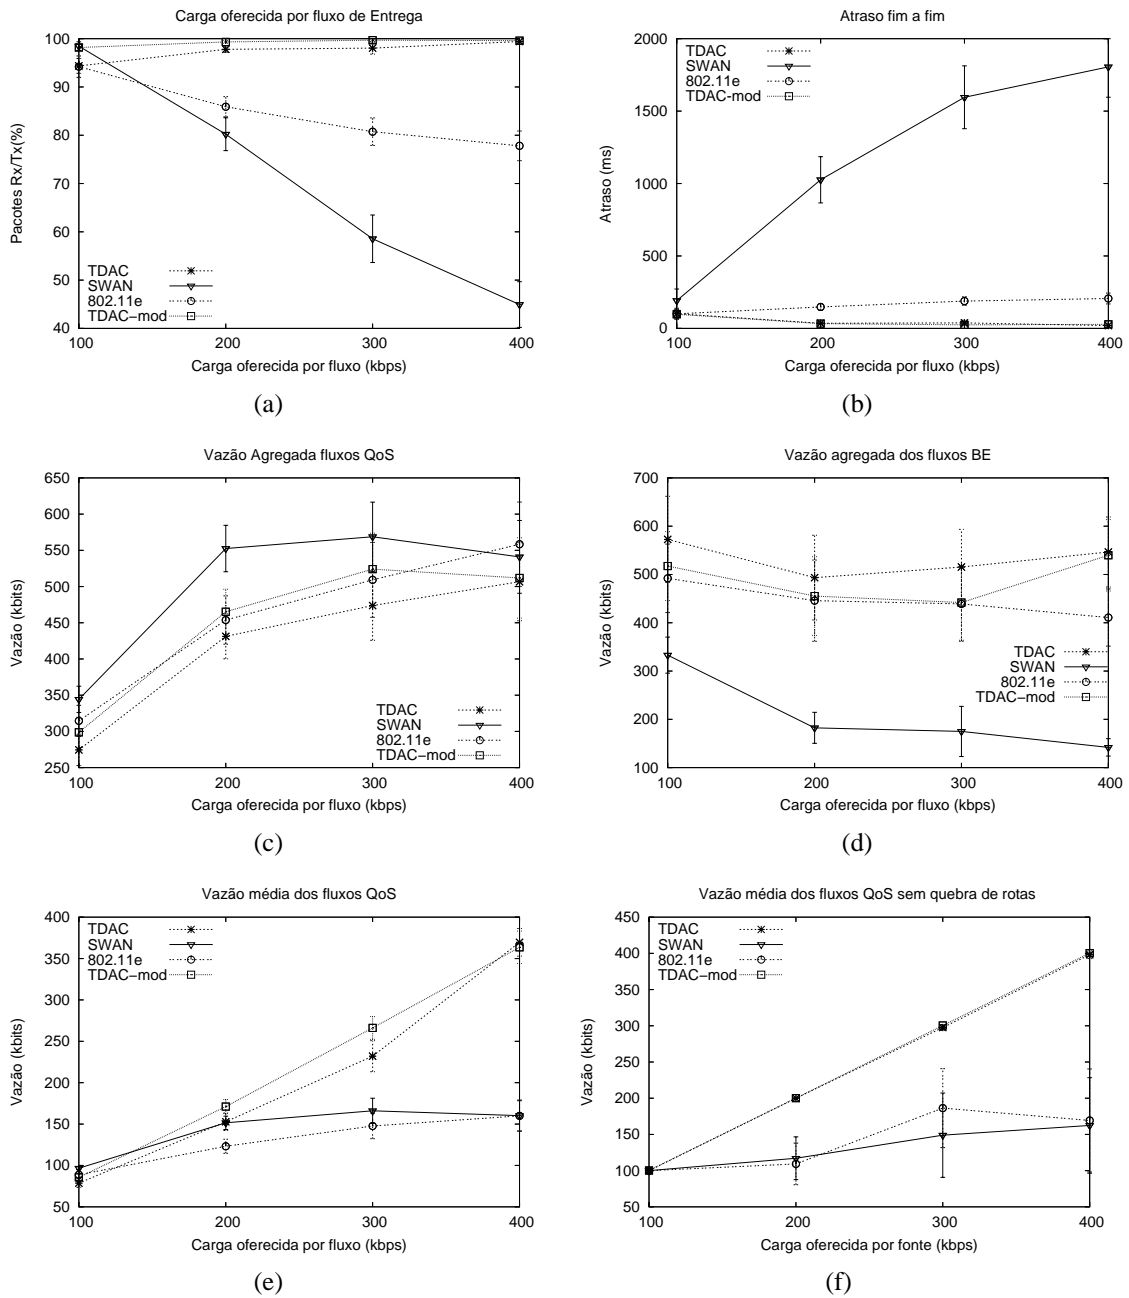 Carga oferecida por fluxo de Entrega
100
90
80
70
60
50
40
Pacotes Rx/Tx(%)
TDAC
SWAN
802.11e
TDAC−mod
100 200 300 400
Carga oferecida por fluxo (kbps)
(a)
Atraso fim a fim
2000
1500
1000
500
0
Atraso (ms)
TDAC
SWAN
802.11e
TDAC-mod
100 200 300 400
Carga oferecida por fluxo (kbps)
(b)
Vazão Agregada fluxos QoS
650
600
550
500
450
400
350
300
250
Vazão (kbits)
TDAC
SWAN
802.11e
TDAC−mod
100 200 300 400
Carga oferecida por fluxo (kbps)
(c)
Vazão agregada dos fluxos BE
700
600
500
400
300
200
100
Vazão (kbits)
TDAC
SWAN
802.11e
TDAC−mod
100 200 300 400
Carga oferecida por fluxo (kbps)
(d)
Vazão média dos fluxos QoS
400
350
300
250
200
150
100
50
Vazão (kbits)
TDAC
SWAN
802.11e
TDAC−mod
100 200 300 400
Carga oferecida por fluxo (kbps)
(e)
Vazão média dos fluxos QoS sem quebra de rotas
450
400
350
300
250
200
150
100
50
Vazão (kbits)
TDAC
SWAN
802.11e
TDAC−mod
100 200 300 400
Carga oferecida por fonte (kbps)
(f)